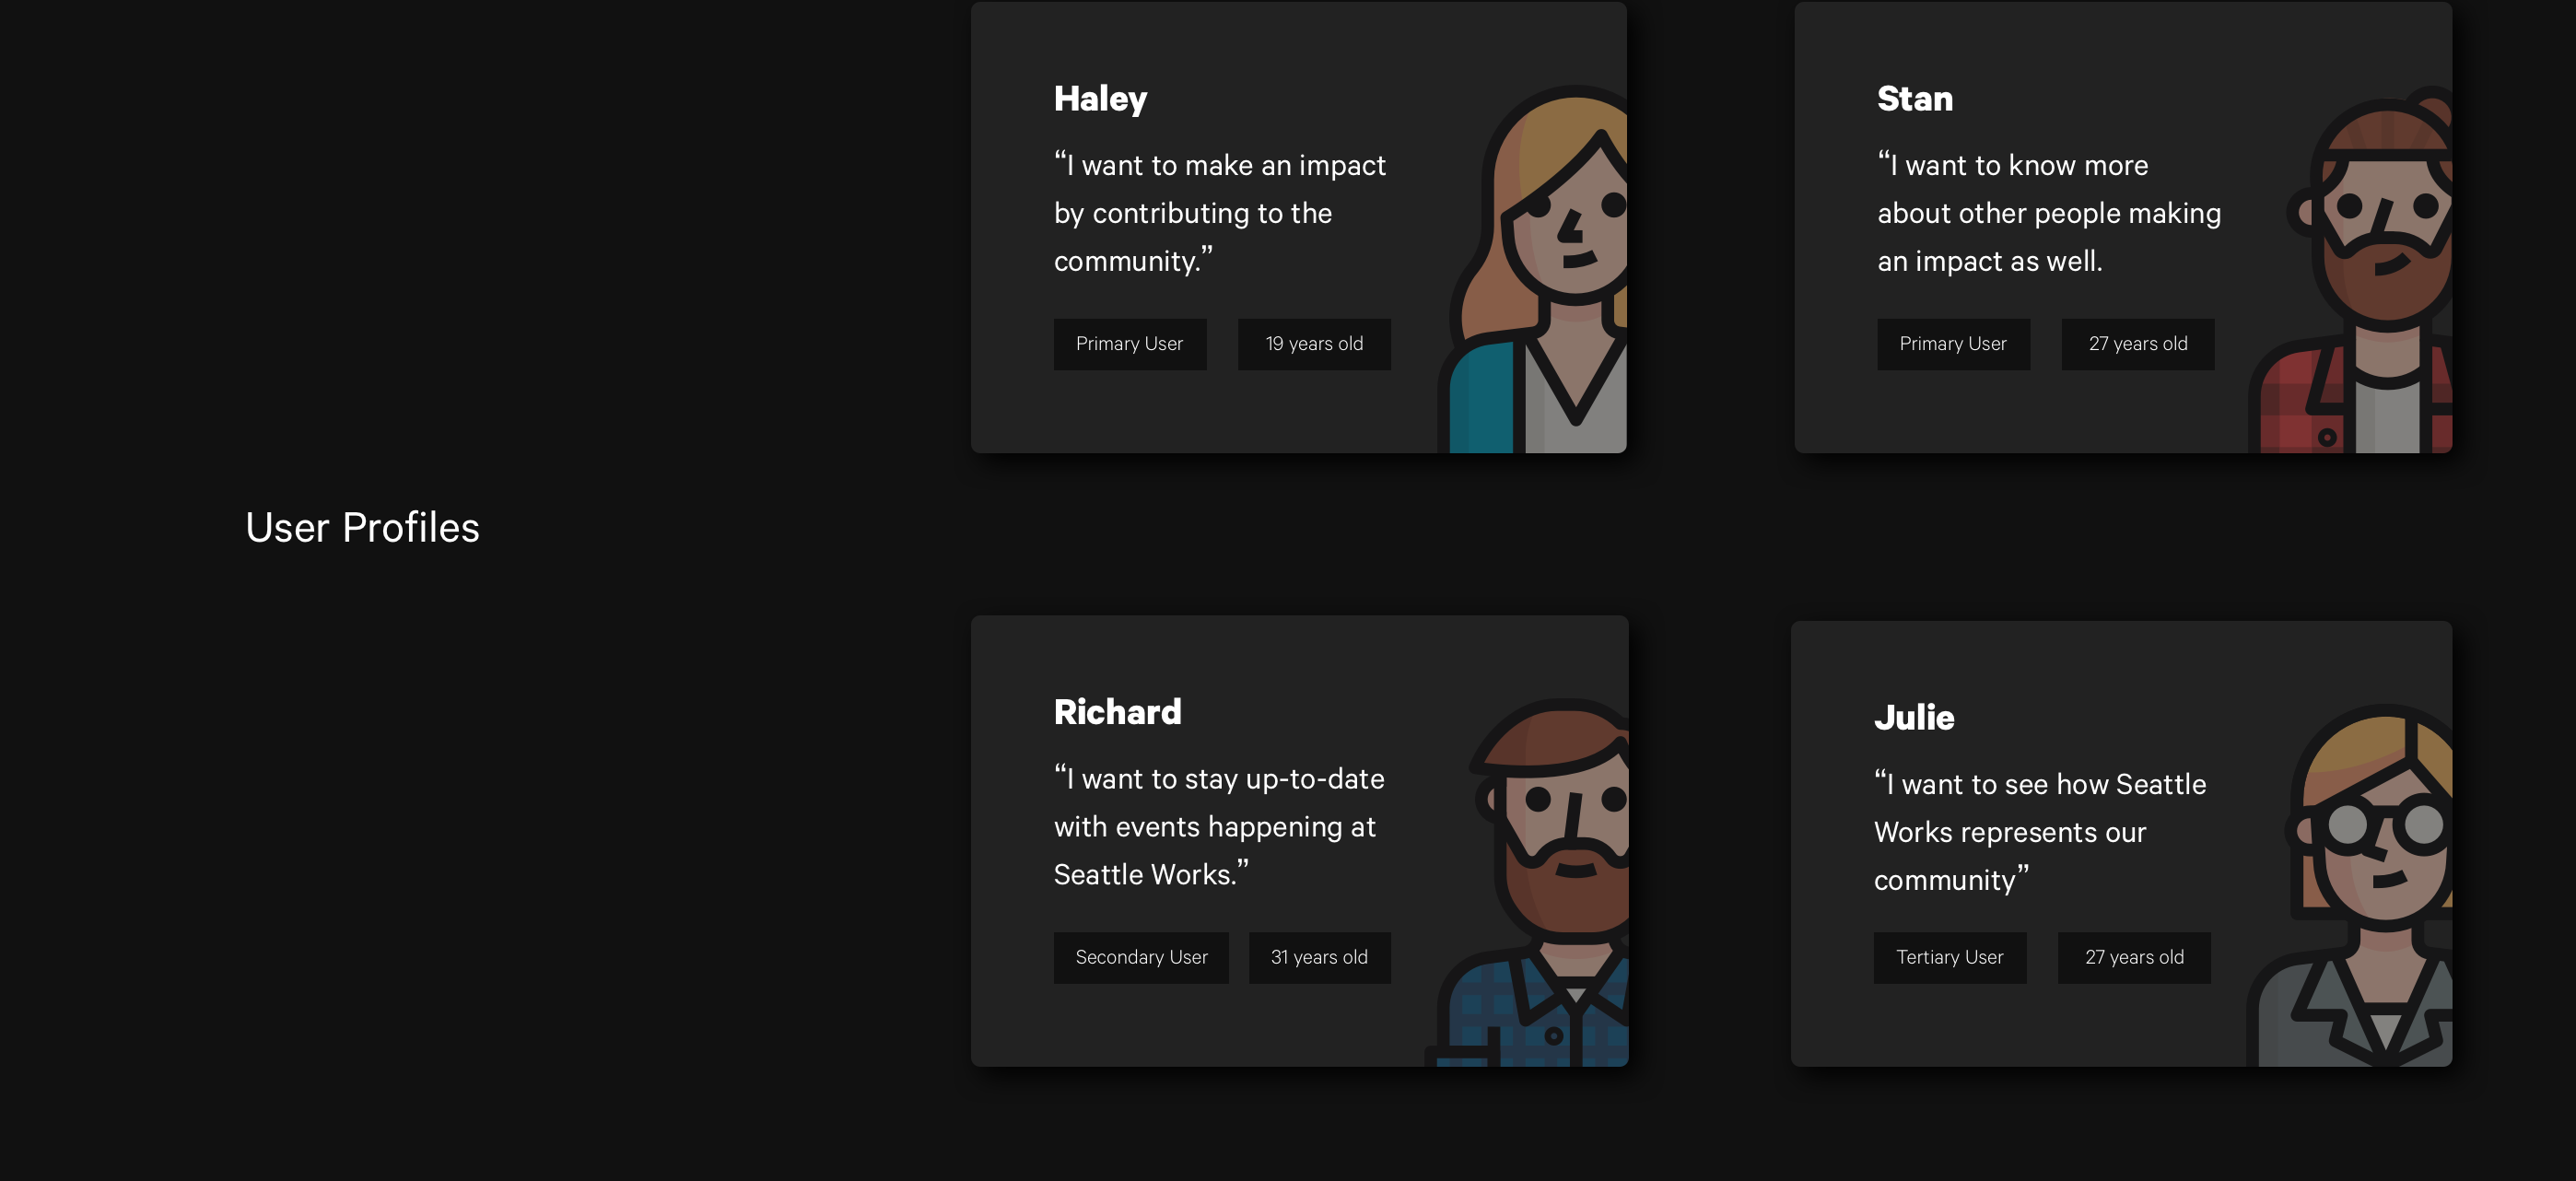 User Profiles
Haley
“I want to make an impact
by contributing to the
community.”
Primary User
19 years old
Stan
“I want to know more
about other people making
an impact as well.
Primary User
27 years old
Richard
“I want to stay up-to-date
with events happening at
Seattle Works.”
Secondary User
31 years old
Julie
“I want to see how Seattle
Works represents our
community”
Tertiary User
27 years old